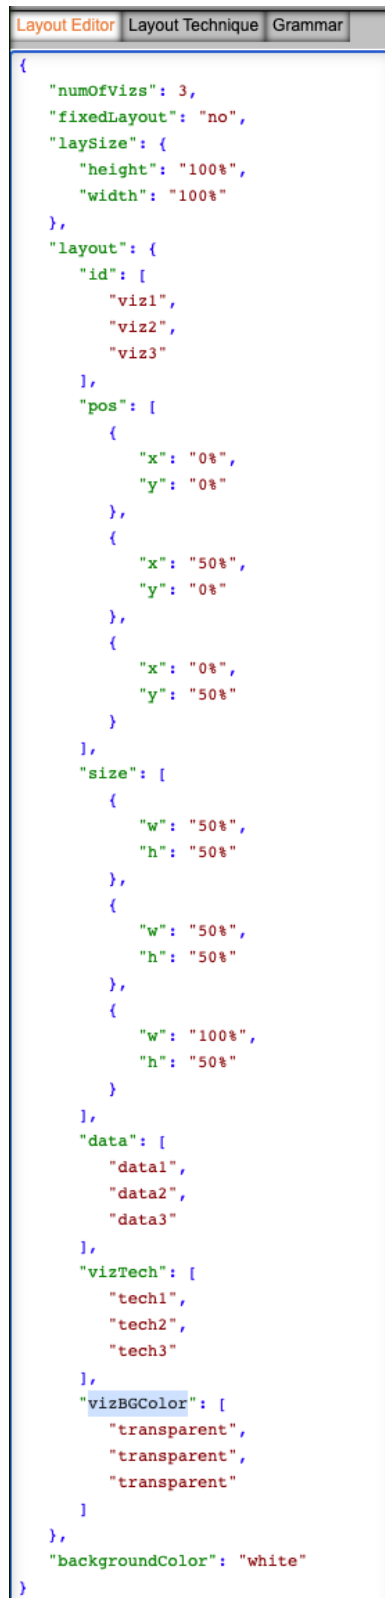 Layout Editor Layout Technique Grammar
{
"numOfVizs": 3,
"fixedLayout": "no",
"laySize": {
"height": "100%",
"width": "100%"
},
"layout": {
"id": [
"viz1",
"viz2",
"viz3"
],
"pos": [
{
"x": "0%",
"y": "0%"
},
{
"x": "50%",
"y": "0%"
},
{
"x": "0%",
"y": "50%"
}
],
"size": [
{
"w": "50%",
"h": "50%"
},
{
"w": "50%",
"h": "50%"
},
{
"w": "100%",
"h": "50%"
}
],
"data": [
"data1",
"data2",
"data3"
],
"vizTech": [
"tech1",
"tech2",
"tech3"
],
"vizBGColor": [
"transparent",
"transparent",
"transparent"
]
},
"backgroundColor": "white"
}